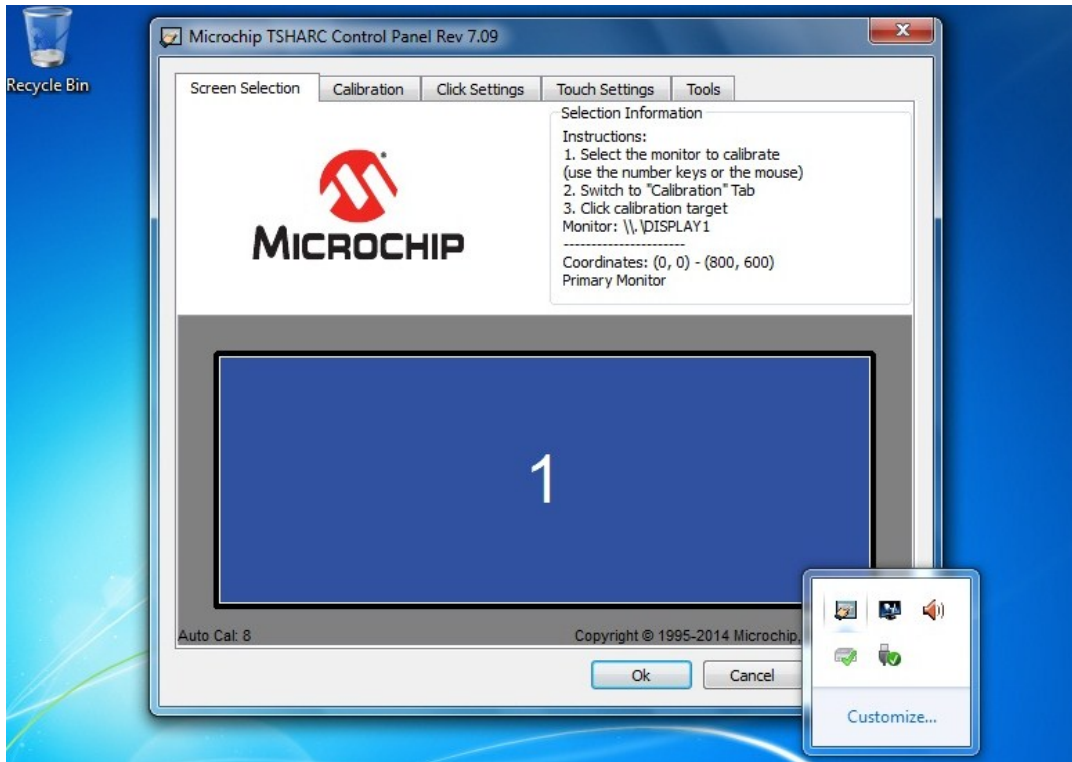 Recycle Bin
Microchip TSHARC Control Panel Rev 7.09
X
Screen Selection
Calibration
Click Settings
Touch Settings
Tools
MICROCHIP
Selection Information
Instructions:
1. Select the monitor to calibrate
(use the number keys or the mouse)
2. Switch to "Calibration" Tab
3. Click calibration target
Monitor: \\.\DISPLAY1
-----------------------
Coordinates: (0, 0) - (800, 600)
Primary Monitor
1
Auto Cal: 8
Copyright © 1995-2014 Microchip,
Ok
Cancel
Customize...